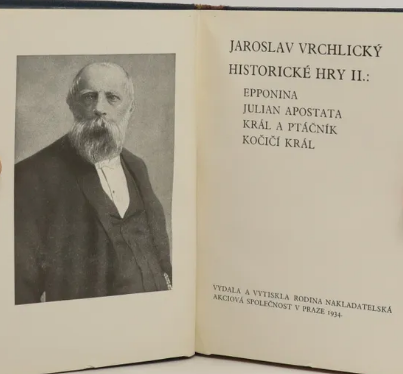 JAROSLAV VRCHLICKÝ
HISTORICKÉ HRY II.:
EPPONINA
JULIAN APOSTATA
KRÁL A PTÁČNÍK
KOČIČÍ KRÁL
VYDALA A VYTISKLA RODINA NAKLADATELSKÁ
AKCIOVÁ SPOLEČNOST V PRAZE 1934